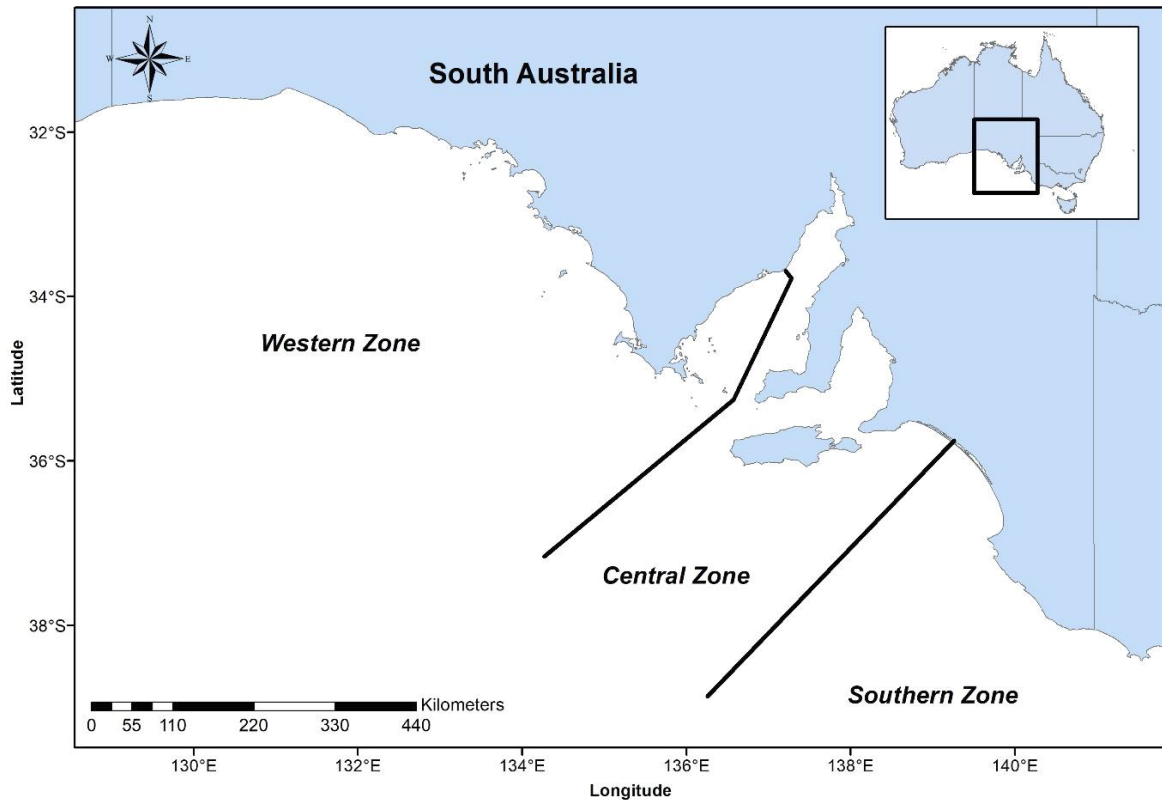 N
W E
S
South Australia
32°S
34°S
36°S
38°S
Latitude
Western Zone
Central Zone
Southern Zone
Kilometers
0 55 110 220 330 440
130°E 132°E 134°E 136°E 138°E 140°E
Longitude